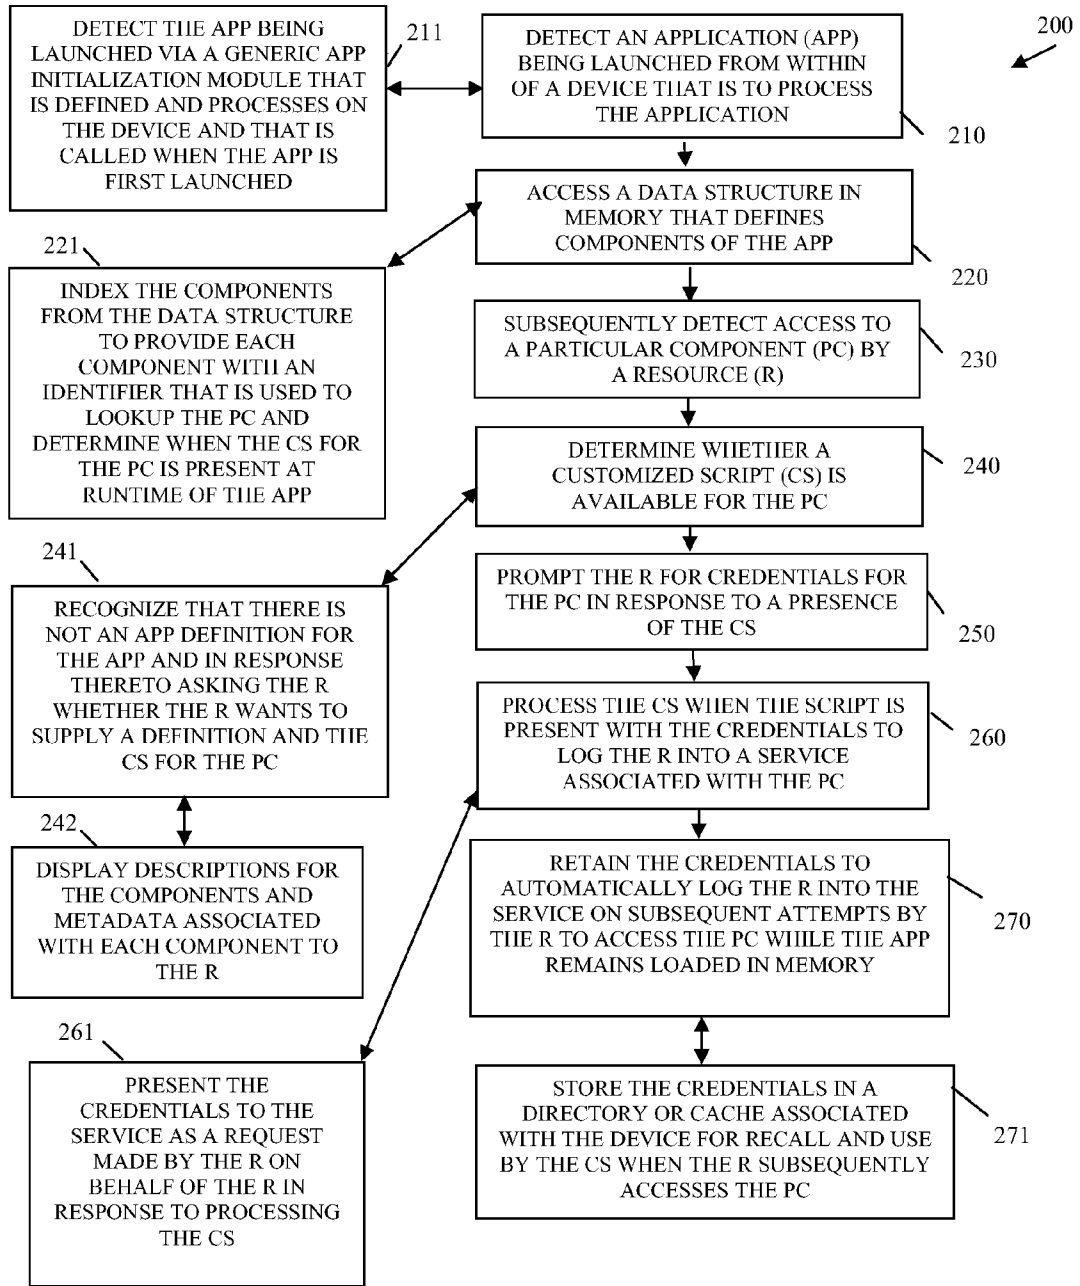 200
DETECT THE APP BEING
LAUNCHED VIA A GENERIC APP
INITIALIZATION MODULE THAT
IS DEFINED AND PROCESSES ON
THE DEVICE AND THAT IS
CALLED WHEN THE APP IS
FIRST LAUNCHED
211
DETECT AN APPLICATION (APP)
BEING LAUNCHED FROM WITHIN
OF A DEVICE THAT IS TO PROCESS
THE APPLICATION
210
ACCESS A DATA STRUCTURE IN
MEMORY THAT DEFINES
COMPONENTS OF THE APP
220
221
INDEX THE COMPONENTS
FROM THE DATA STRUCTURE
TO PROVIDE EACH
COMPONENT WITH AN
IDENTIFIER THAT IS USED TO
LOOKUP THE PC AND
DETERMINE WHEN THE CS FOR
THE PC IS PRESENT AT
RUNTIME OF THE APP
SUBSEQUENTLY DETECT ACCESS TO
A PARTICULAR COMPONENT (PC) BY
A RESOURCE (R)
230
DETERMINE WHETHER A
CUSTOMIZED SCRIPT (CS) IS
AVAILABLE FOR THE PC
240
241
RECOGNIZE THAT THERE IS
NOT AN APP DEFINITION FOR
THE APP AND IN RESPONSE
THERETO ASKING THE R
WHETHER THE R WANTS TO
SUPPLY A DEFINITION AND THE
CS FOR THE PC
PROMPT THE R FOR CREDENTIALS FOR
THE PC IN RESPONSE TO A PRESENCE
OF THE CS
250
PROCESS THE CS WHEN THE SCRIPT IS
PRESENT WITH THE CREDENTIALS TO
LOG THE R INTO A SERVICE
ASSOCIATED WITH THE PC
260
242
DISPLAY DESCRIPTIONS FOR
THE COMPONENTS AND
METADATA ASSOCIATED
WITH EACH COMPONENT TO
THE R
RETAIN THE CREDENTIALS TO
AUTOMATICALLY LOG THE R INTO THE
SERVICE ON SUBSEQUENT ATTEMPTS BY
THE R TO ACCESS THE PC WHILE THE APP
REMAINS LOADED IN MEMORY
270
261
PRESENT THE
CREDENTIALS TO THE
SERVICE AS A REQUEST
MADE BY THE R ON
BEHALF OF THE R IN
RESPONSE TO PROCESSING
THE CS
STORE THE CREDENTIALS IN A
DIRECTORY OR CACHE ASSOCIATED
WITH THE DEVICE FOR RECALL AND USE
BY THE CS WHEN THE R SUBSEQUENTLY
ACCESSES THE PC
271